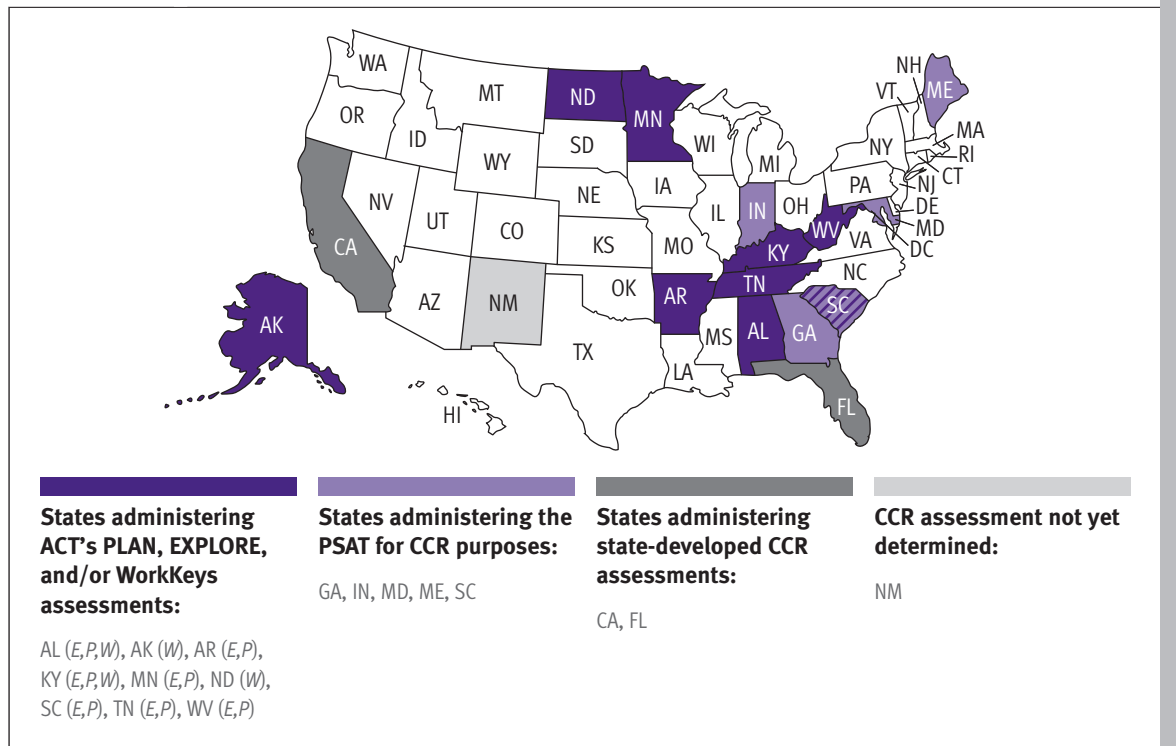 WA
OR
CA
NV
ID
MT
WY
UT
AZ
CO
NM
ND
SD
NE
KS
OK
TX
MN
IA
MO
AR
LA
WI
IL
MI
IN
OH
KY
TN
MS
AL
GA
FL
SC
NC
VA
WV
PA
NY
VT
NH
ME
MA
RI
CT
NJ
DE
MD
DC
AK
HI
States administering
ACT’s PLAN, EXPLORE,
and/or WorkKeys
assessments:
AL (E,P,W), AK (W), AR (E,P),
KY (E,P,W), MN (E,P), ND (W),
SC (E,P), TN (E,P), WV (E,P)
States administering the
PSAT for CCR purposes:
GA, IN, MD, ME, SC
States administering
state-developed CCR
assessments:
CA, FL
CCR assessment not yet
determined:
NM